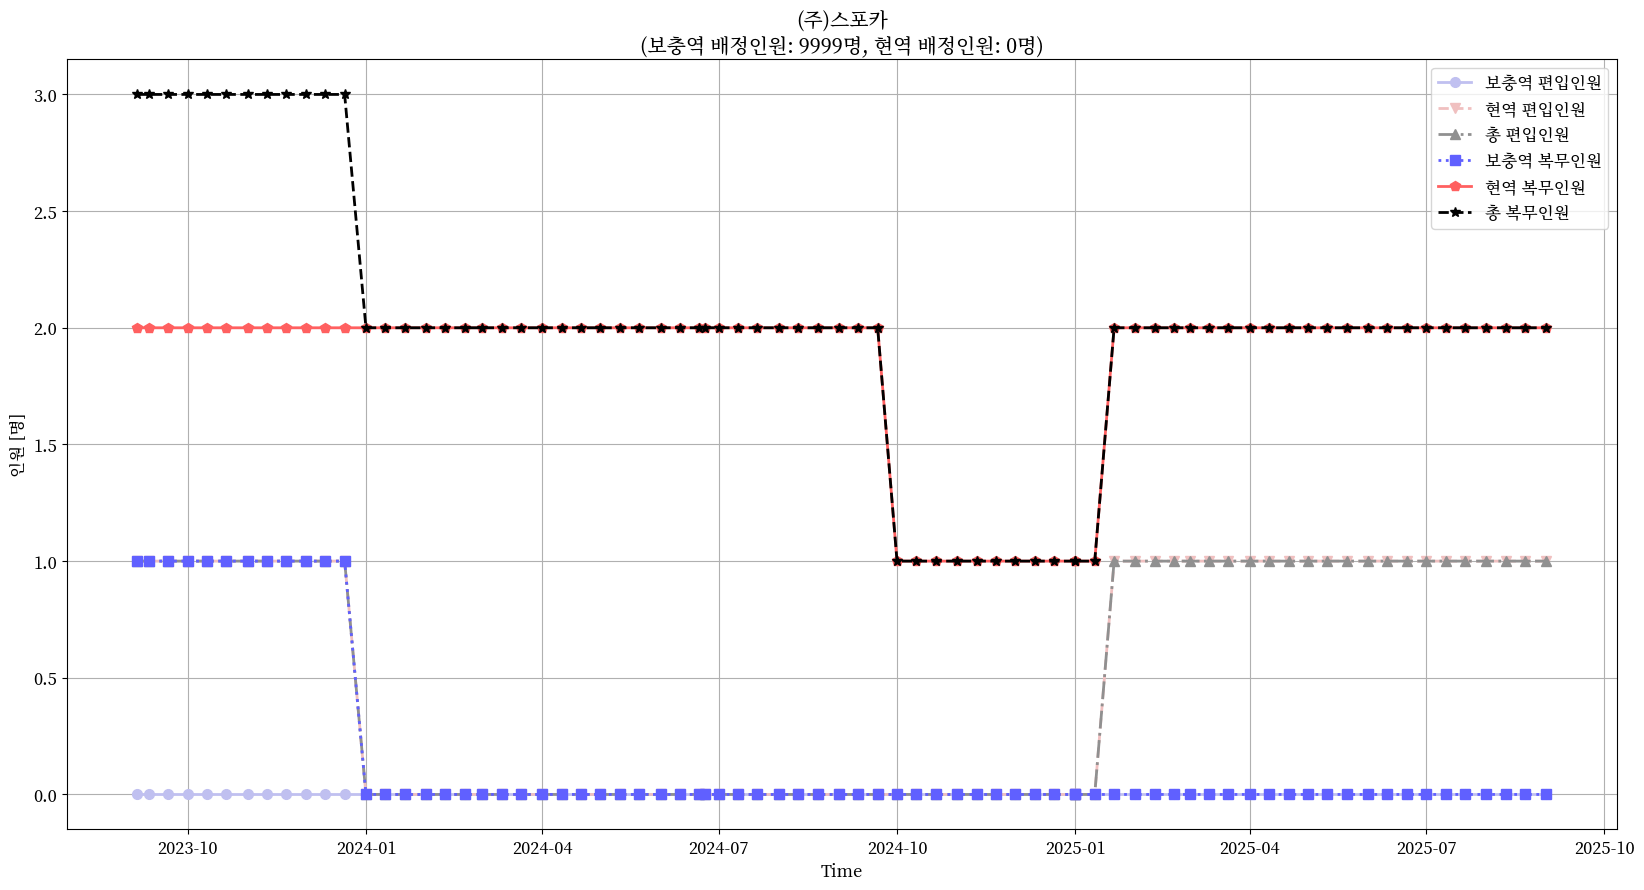 (주)스포카
(보충역 배정인원: 9999명, 현역 배정인원: 0명)
보충역 편입인원
현역 편입인원
총 편입인원
보충역 복무인원
현역 복무인원
총 복무인원
인원 [명]
3.0
2.5
2.0
1.5
1.0
0.5
0.0
2023-10
2024-01
2024-04
2024-07
2024-10
2025-01
2025-04
2025-07
2025-10
Time